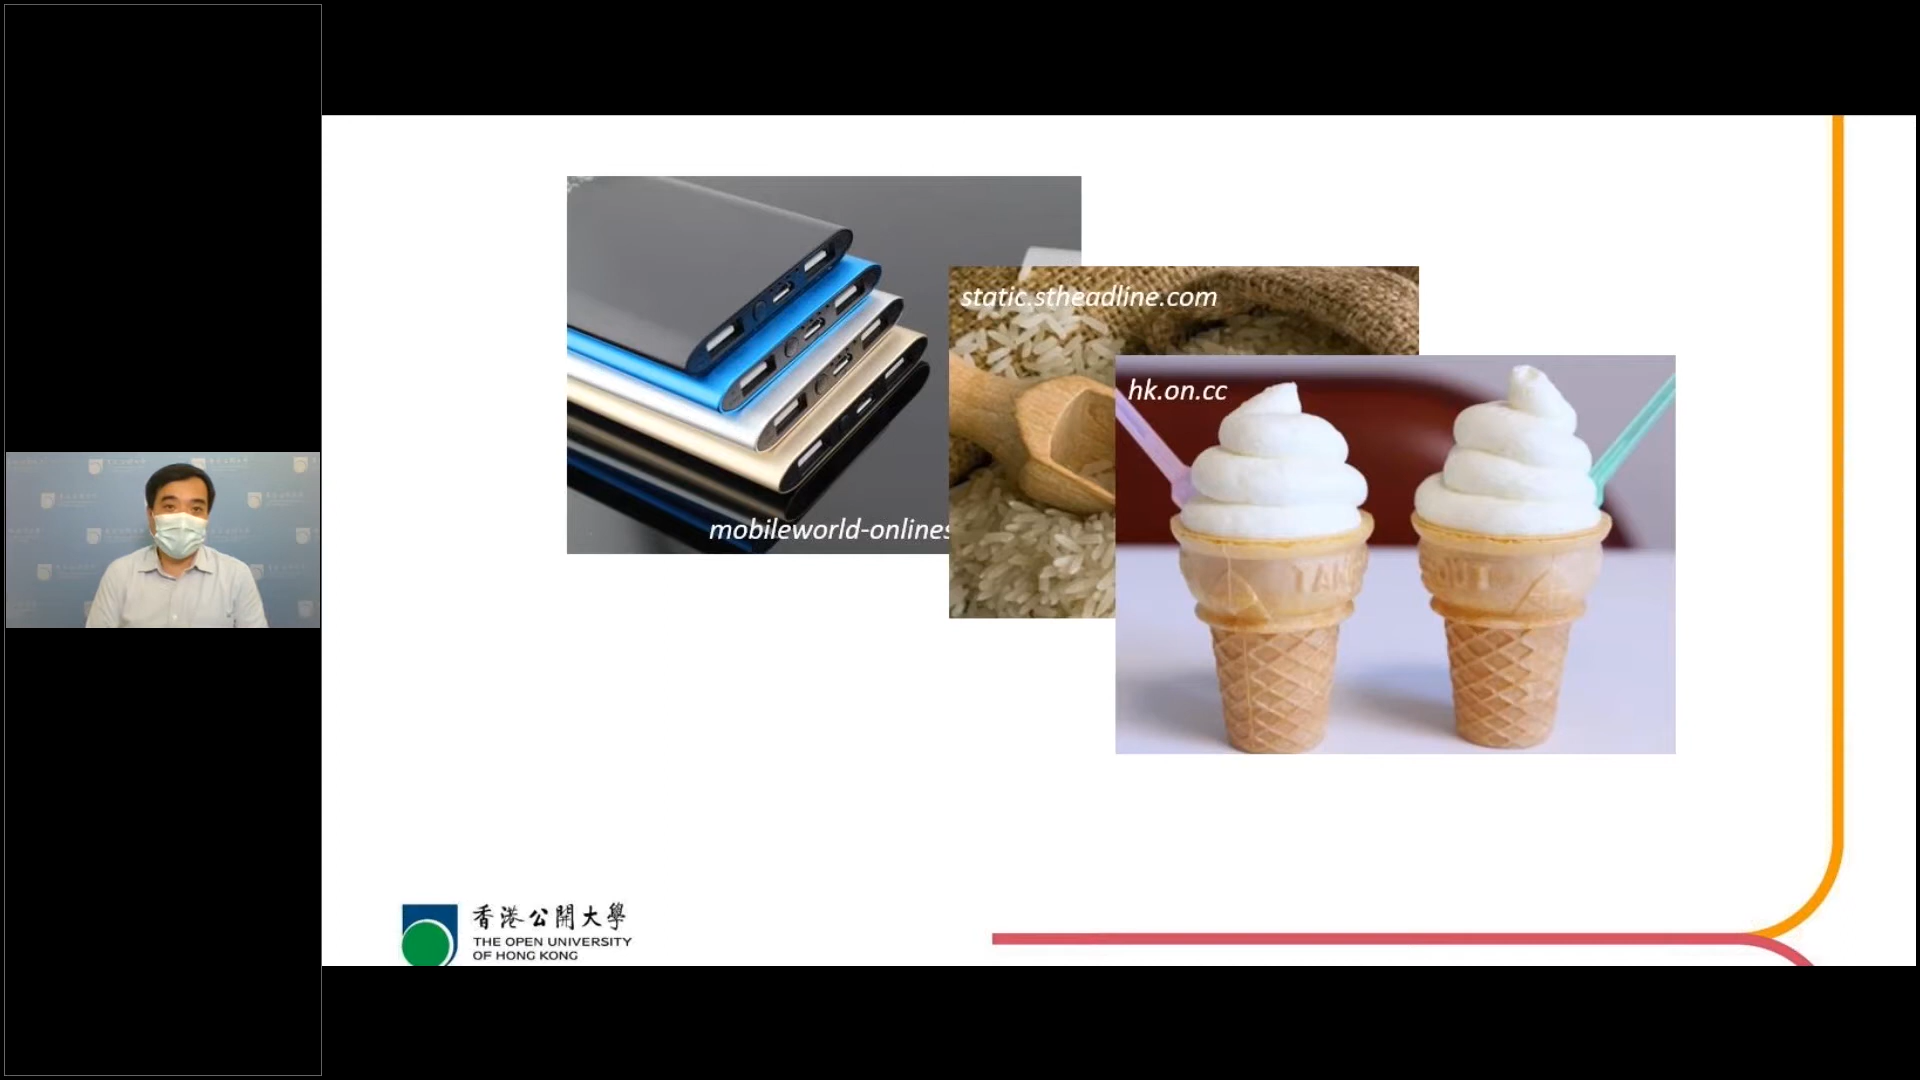 static.stheadline.com
hk.on.cc
mobileworld-onlines
香港公開大學
THE OPEN UNIVERSITY
OF HONG KONG